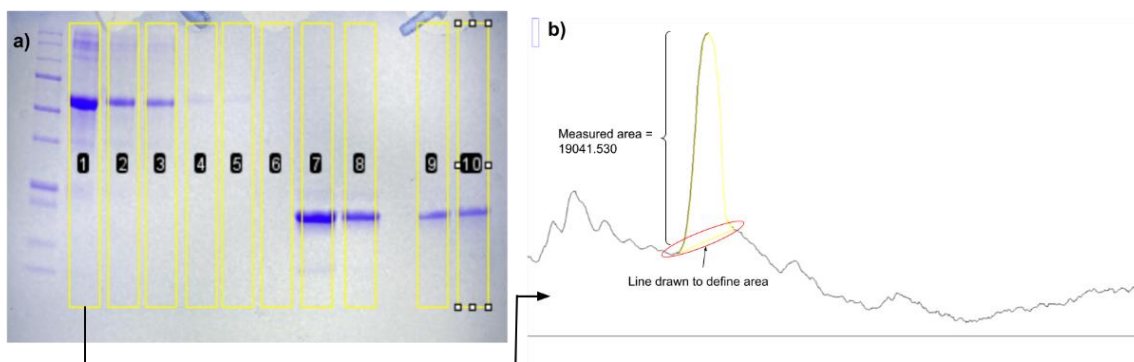 a)
1 2 3 4 5 6 7 8 9 10
b)
Measured area =
19041.530
Line drawn to define area